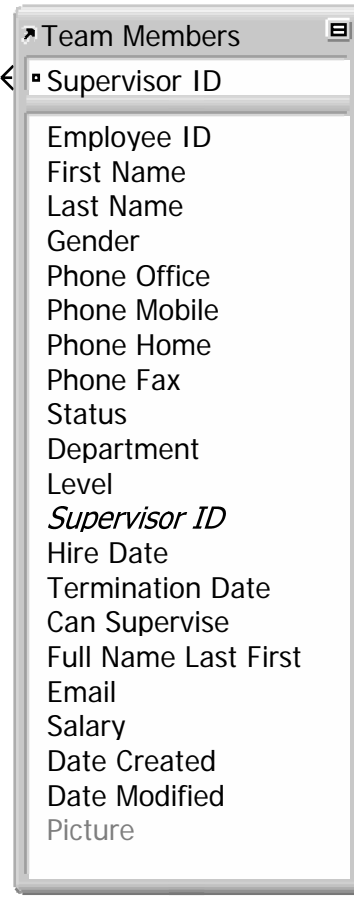 Team Members
Supervisor ID
Employee ID
First Name
Last Name
Gender
Phone Office
Phone Mobile
Phone Home
Phone Fax
Status
Department
Level
Supervisor ID
Hire Date
Termination Date
Can Supervise
Full Name Last First
Email
Salary
Date Created
Date Modified
Picture